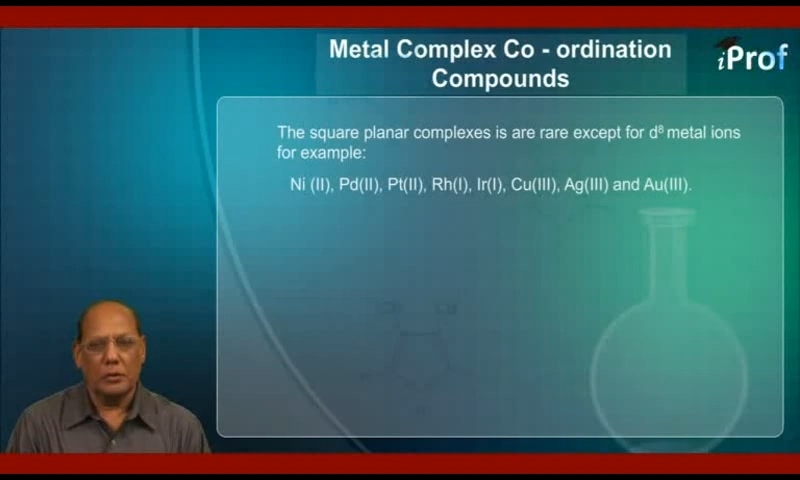 Metal Complex Co - ordination
Compounds
iProf
The square planar complexes is are rare except for d⁸ metal ions
for example:
Ni (II), Pd(II), Pt(II), Rh(I), Ir(I), Cu(III), Ag(III) and Au(III).